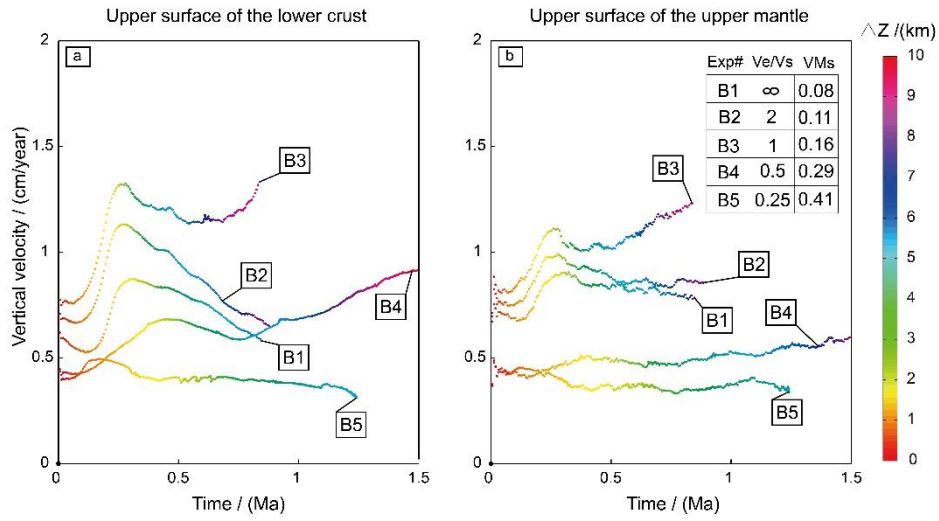 Upper surface of the lower crust
Upper surface of the upper mantle
△Z /(km)
a
2
1.5
1
0.5
0
Vertical velocity / (cm/year)
B3
B2
B4
B1
B5
0 0.5 1 1.5
Time / (Ma)
b
2
1.5
1
0.5
0
Exp# Ve/Vs VMs
B1 ∞ 0.08
B2 2 0.11
B3 1 0.16
B4 0.5 0.29
B5 0.25 0.41
B3
B2
B1
B4
B5
0 0.5 1 1.5
Time / (Ma)
10
9
8
7
6
5
4
3
2
1
0